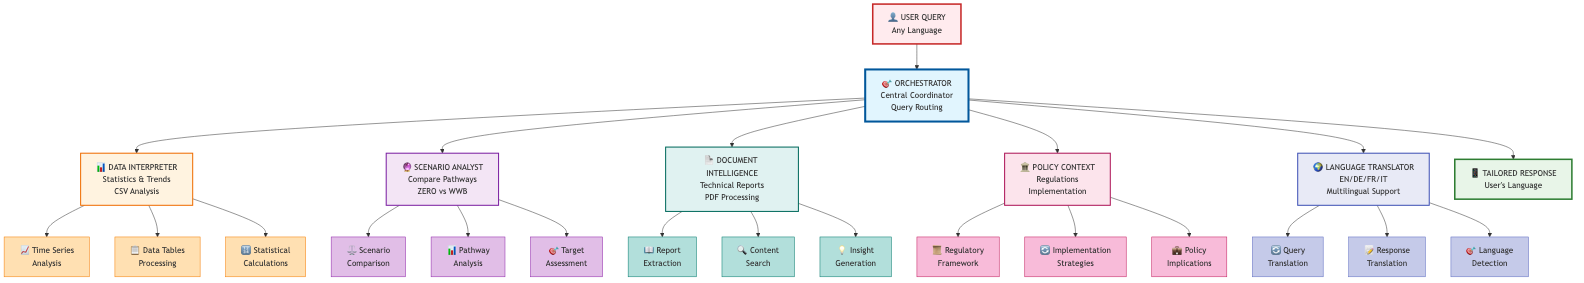 👤 USER QUERY
Any Language
🎯 ORCHESTRATOR
Central Coordinator
Query Routing
📊 DATA INTERPRETER
Statistics & Trends
CSV Analysis
🔮 SCENARIO ANALYST
Compare Pathways
ZERO vs WWB
📑 DOCUMENT
INTELLIGENCE
Technical Reports
PDF Processing
🏛️ POLICY CONTEXT
Regulations
Implementation
🌍 LANGUAGE TRANSLATOR
EN/DE/FR/IT
Multilingual Support
📱 TAILORED RESPONSE
User's Language
📈 Time Series
Analysis
📋 Data Tables
Processing
🔢 Statistical
Calculations
⚖️ Scenario
Comparison
📊 Pathway
Analysis
🎯 Target
Assessment
📖 Report
Extraction
🔍 Content
Search
💡 Insight
Generation
📜 Regulatory
Framework
🔄 Implementation
Strategies
💼 Policy
Implications
🔄 Query
Translation
📝 Response
Translation
🎯 Language
Detection